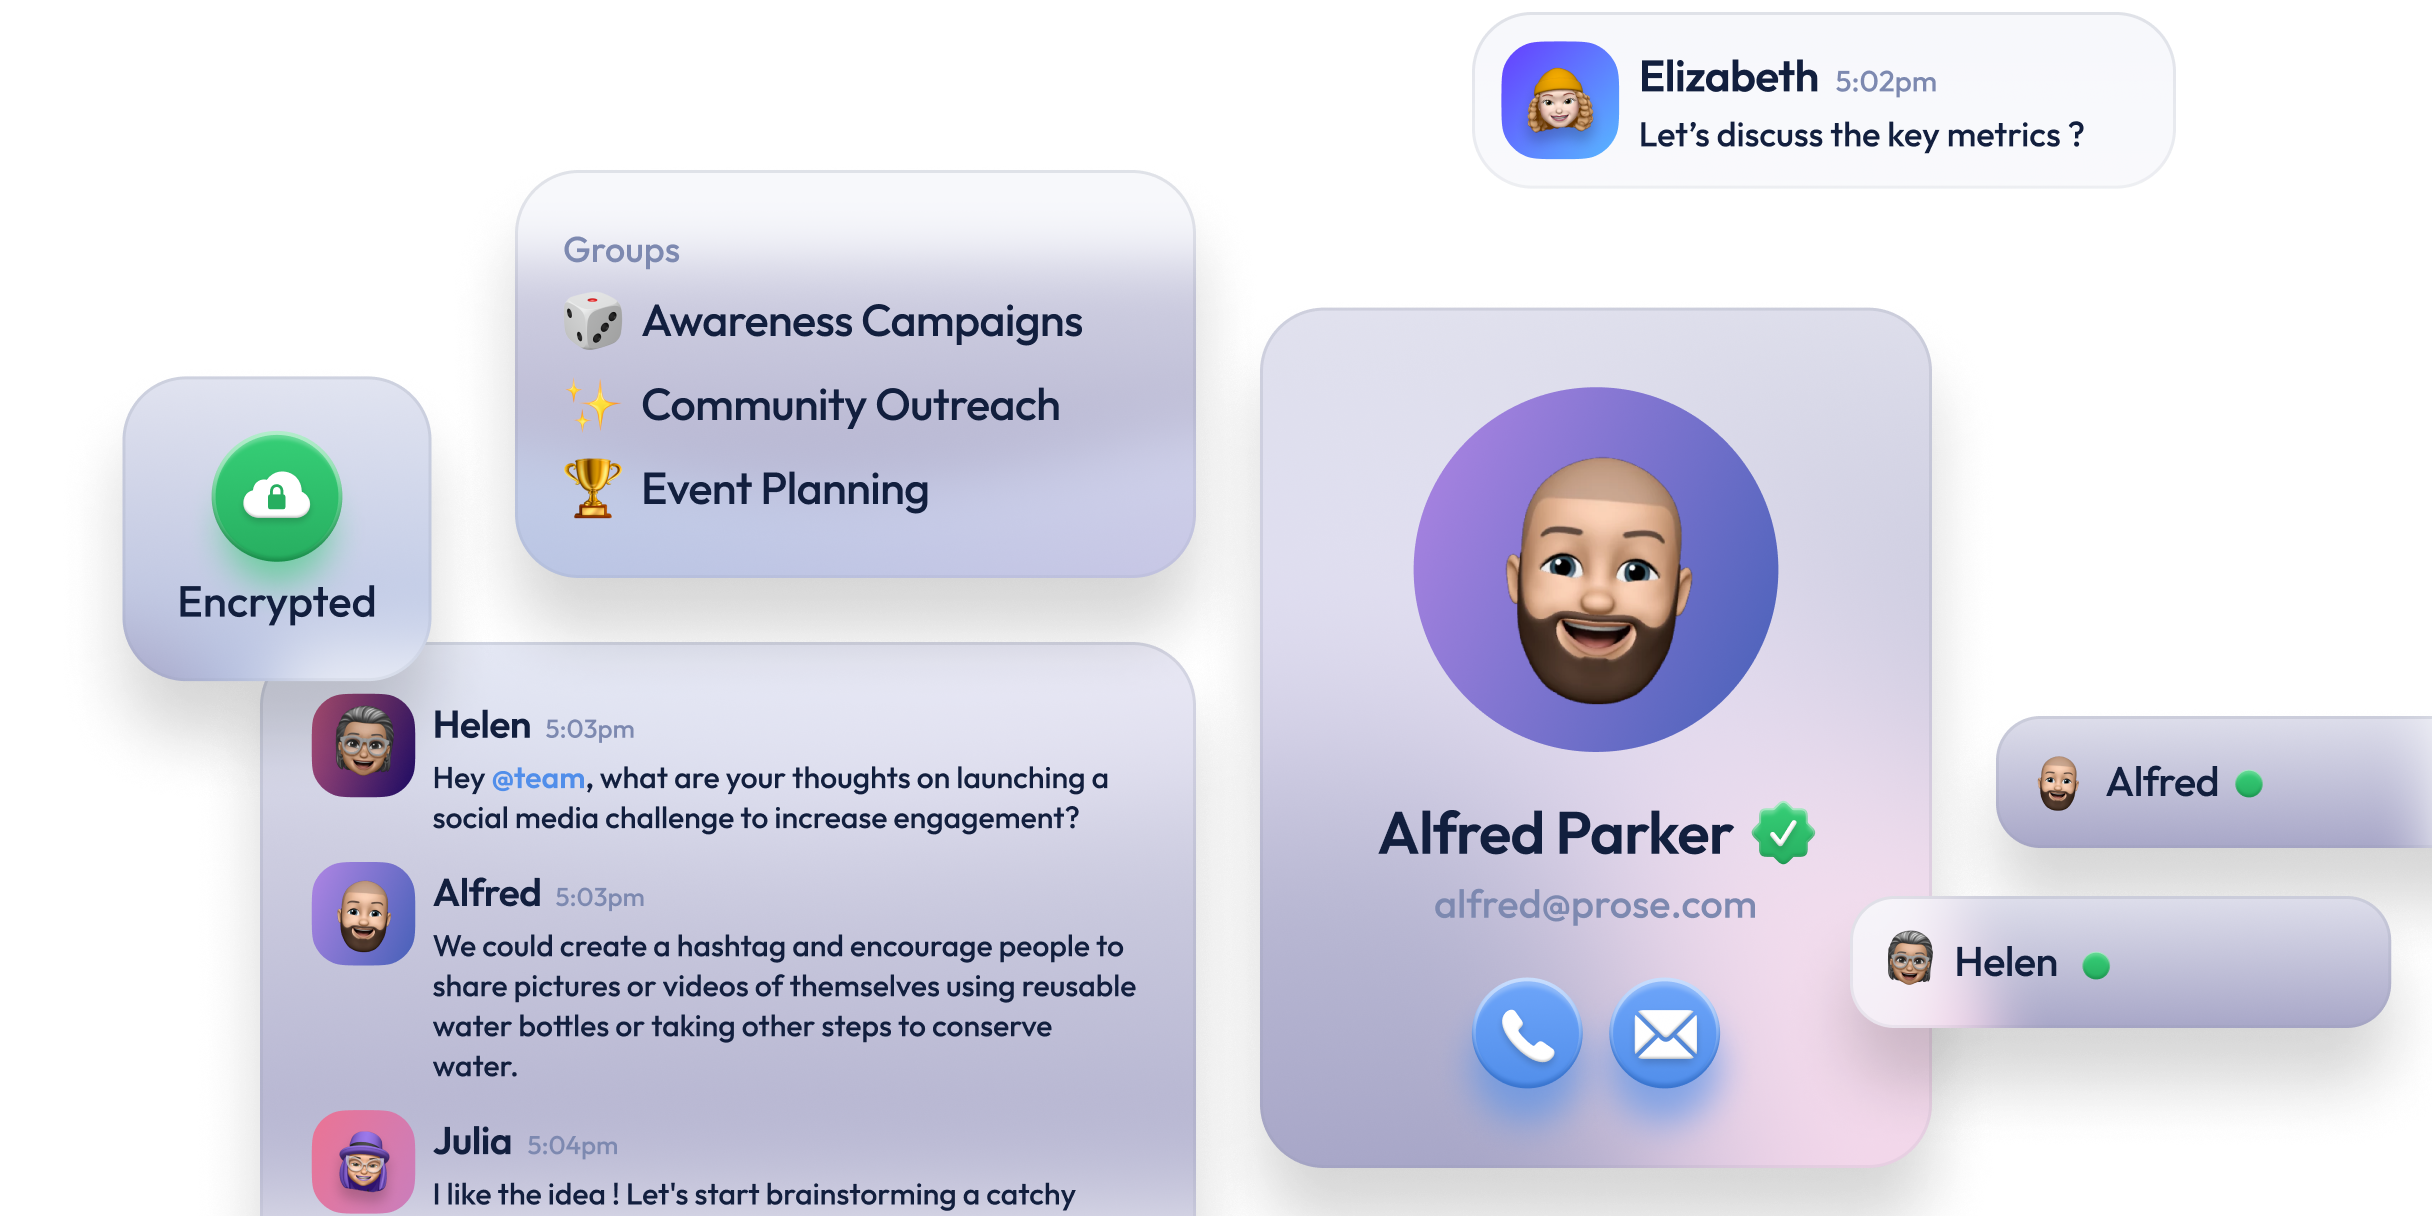 Elizabeth 5:02pm
Let’s discuss the key metrics ?
Groups
Awareness Campaigns
Community Outreach
Event Planning
Encrypted
Helen 5:03pm
Hey @team, what are your thoughts on launching a
social media challenge to increase engagement?
Alfred 5:03pm
We could create a hashtag and encourage people to
share pictures or videos of themselves using reusable
water bottles or taking other steps to conserve
water.
Julia 5:04pm
I like the idea ! Let's start brainstorming a catchy
Alfred Parker
alfred@prose.com
Alfred
Helen